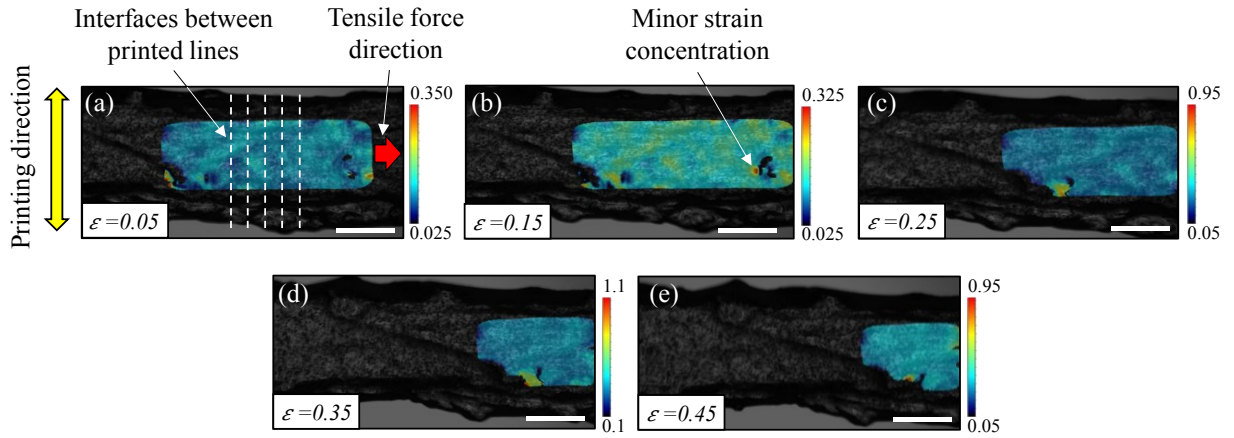 Interfaces between
printed lines
Tensile force
direction
Minor strain
concentration
Printing direction
(a)
ε=0.05
0.350
0.025
(b)
ε=0.15
0.325
0.025
(c)
ε=0.25
0.95
0.05
(d)
ε=0.35
1.1
0.1
(e)
ε=0.45
0.95
0.05